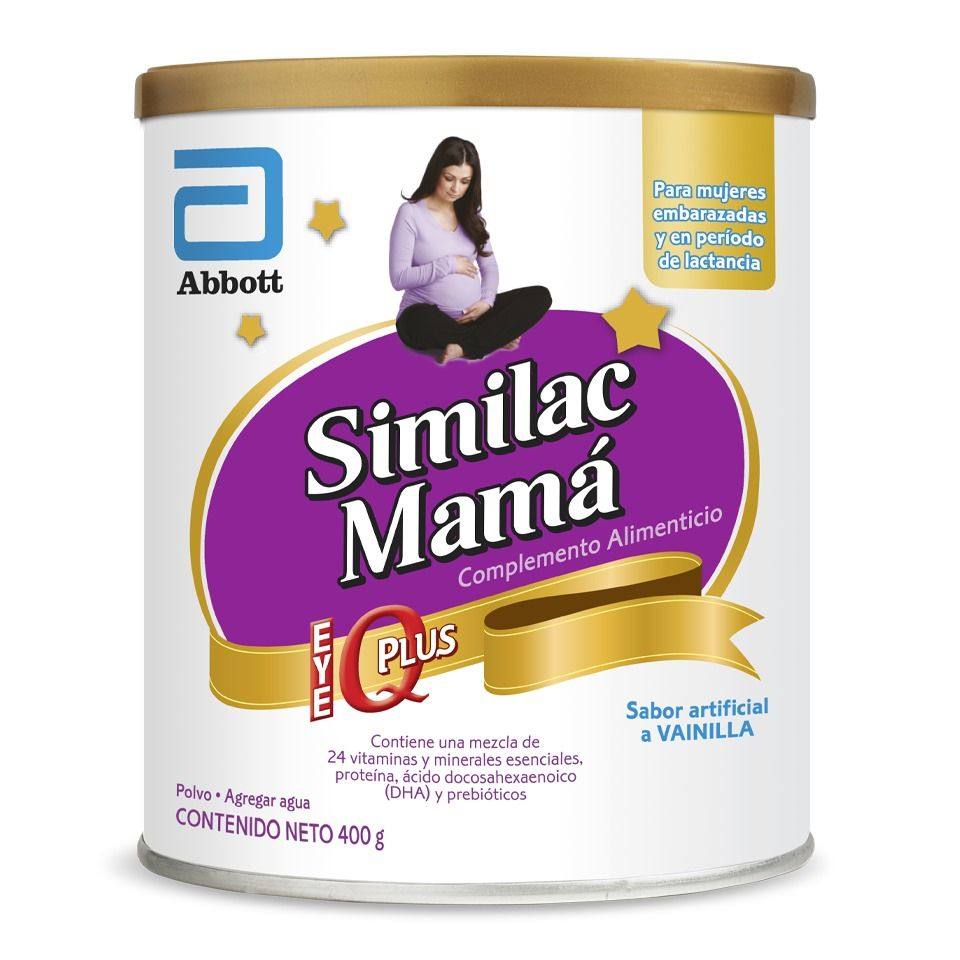 Abbott
Para mujeres
embarazadas
y en período
de lactancia
Similac
Mamá
Complemento Alimenticio
EYE
Q PLUS
Sabor artificial
a VAINILLA
Contiene una mezcla de
24 vitaminas y minerales esenciales,
proteína, ácido docosahexaenoico
(DHA) y prebióticos
Polvo • Agregar agua
CONTENIDO NETO 400 g